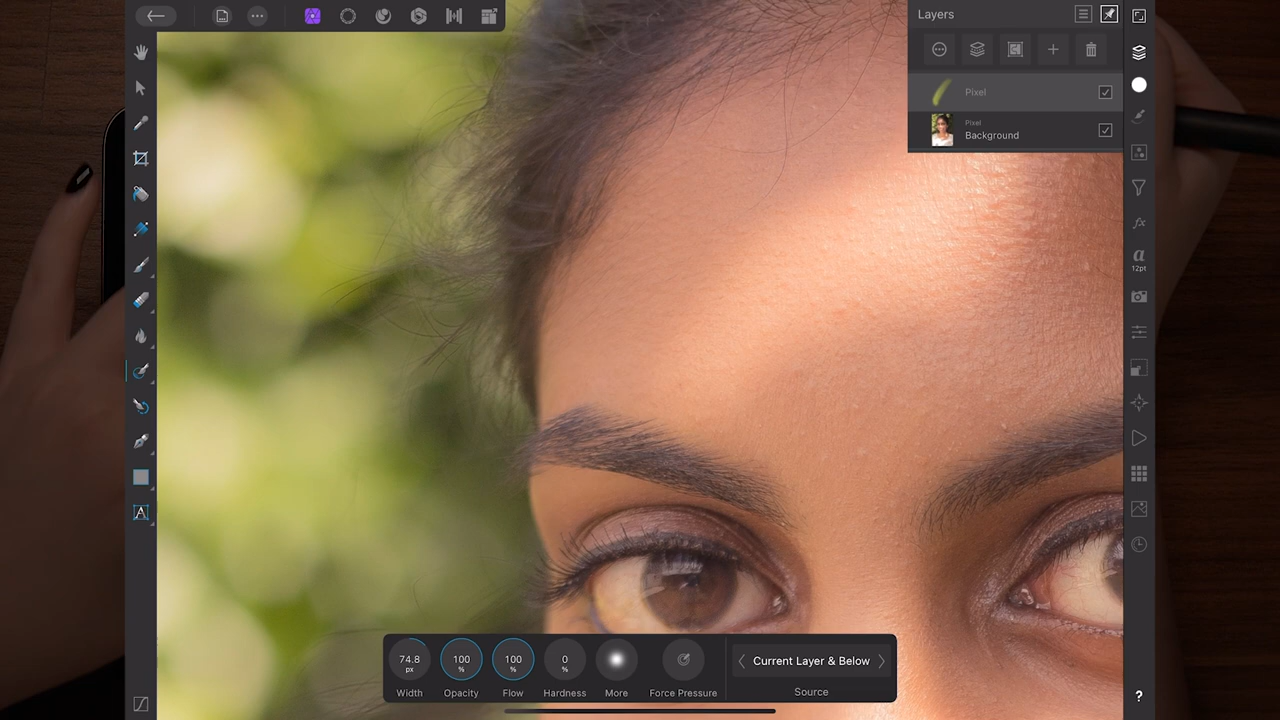 Layers
Pixel
Pixel
Background
a
12pt
fx
A
74.8
px
Width
100
%
Opacity
100
%
Flow
0
%
Hardness
More
Force Pressure
Current Layer & Below
Source
?